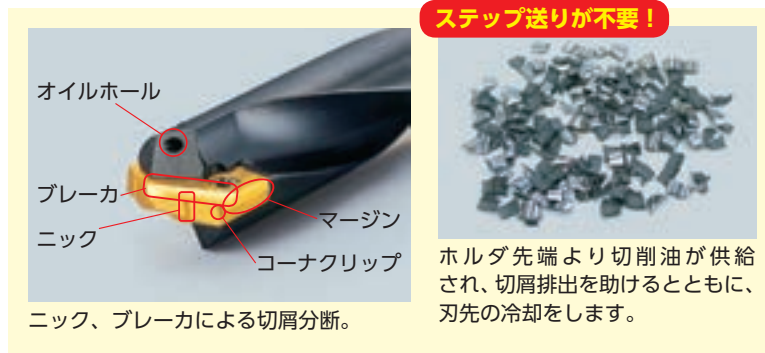 ステップ送りが不要！
オイルホール
ブレーカ
ニック
マージン
コーナクリップ
ニック、ブレーカによる切屑分断。
ホルダ先端より切削油が供給
され、切屑排出を助けるとともに、
刃先の冷却をします。